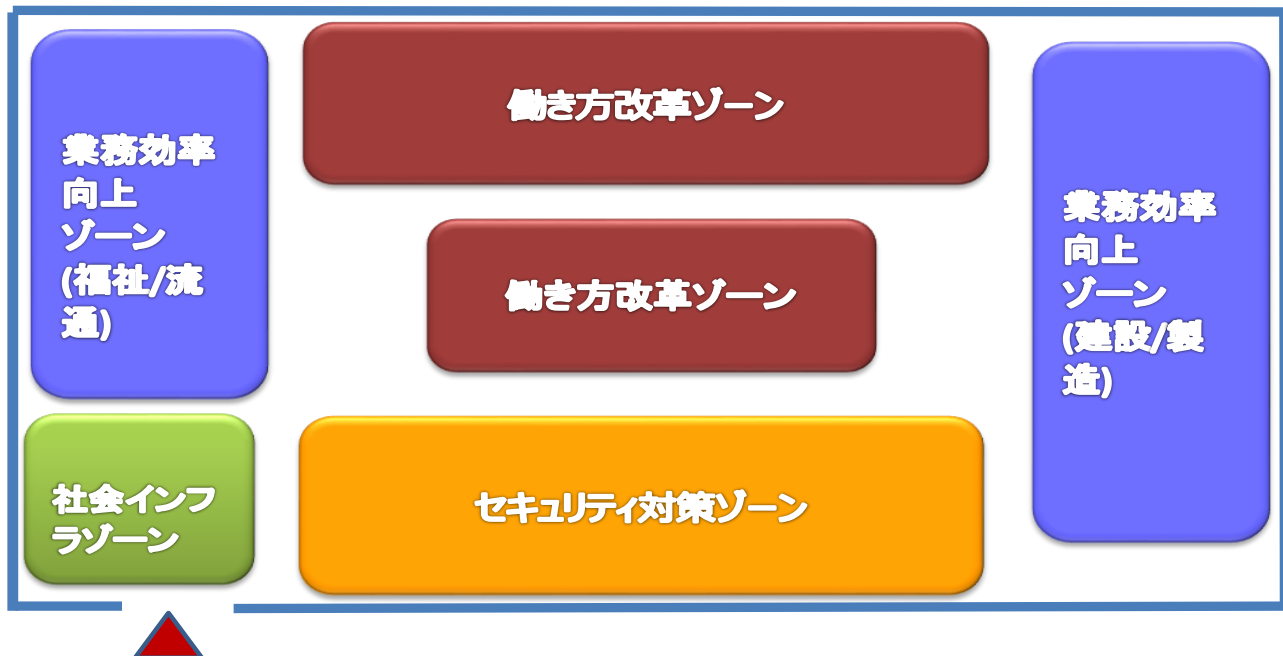 働き方改革ゾーン
業務効率
向上
ゾーン
(福祉/流
通)
業務効率
向上
ゾーン
(建設/製
造)
働き方改革ゾーン
社会インフ
ラゾーン
セキュリティ対策ゾーン